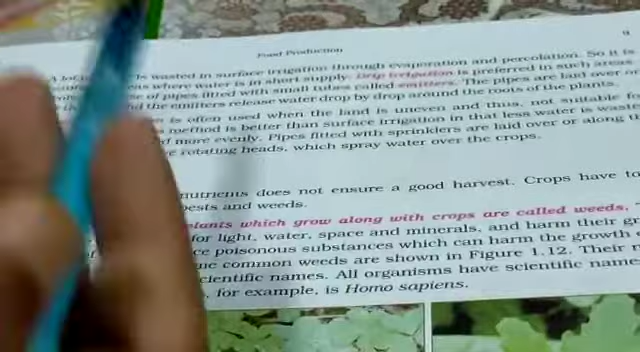 Food Production 9
A lot is wasted in surface irrigation through evaporation and percolation. So it is
where water is in short supply. Drip irrigation is preferred in such areas
of pipes fitted with small tubes called emitters. The pipes are laid over or
and the emitters release water drop by drop around the roots of the plants.
is often used when the land is uneven and thus, not suitable
method is better than surface irrigation in that less water is
more evenly. Pipes fitted with sprinklers are laid over or along
rotating heads, which spray water over the crops.
nutrients does not ensure a good harvest. Crops have to
pests and weeds.
plants which grow along with crops are called weeds.
for light, water, space and minerals, and harm their
poisonous substances which can harm the growth
common weeds are shown in Figure 1.12. Their
scientific names. All organisms have scientific
for example, is Homo sapiens.